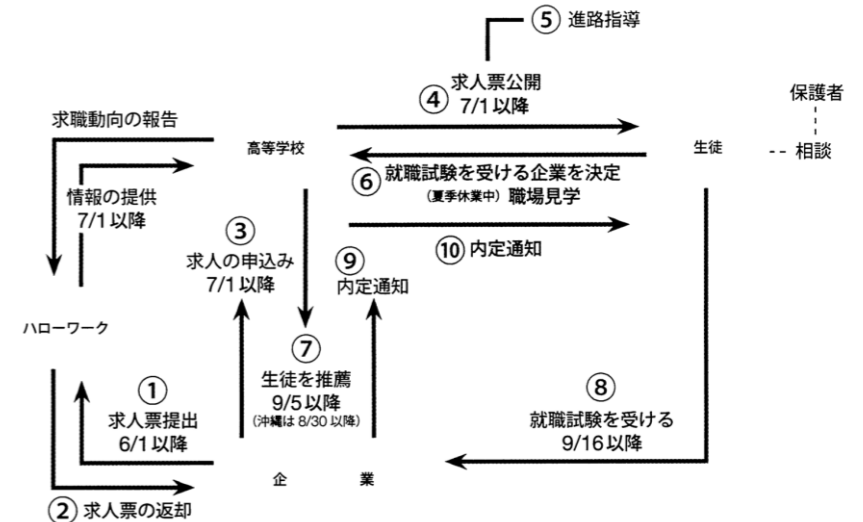 ⑤ 進路指導
求人票公開
④ 7/1以降
保護者
求職動向の報告
高等学校
生徒
相談
⑥ 就職試験を受ける企業を決定
（夏季休業中）職場見学
情報の提供
7/1以降
③
求人の申込み
7/1以降
⑩ 内定通知
⑨
内定通知
ハローワーク
⑦
生徒を推薦
9/5以降
（沖縄は 8/30 以降）
①
求人票提出
6/1以降
⑧
就職試験を受ける
9/16以降
企 業
② 求人票の返却